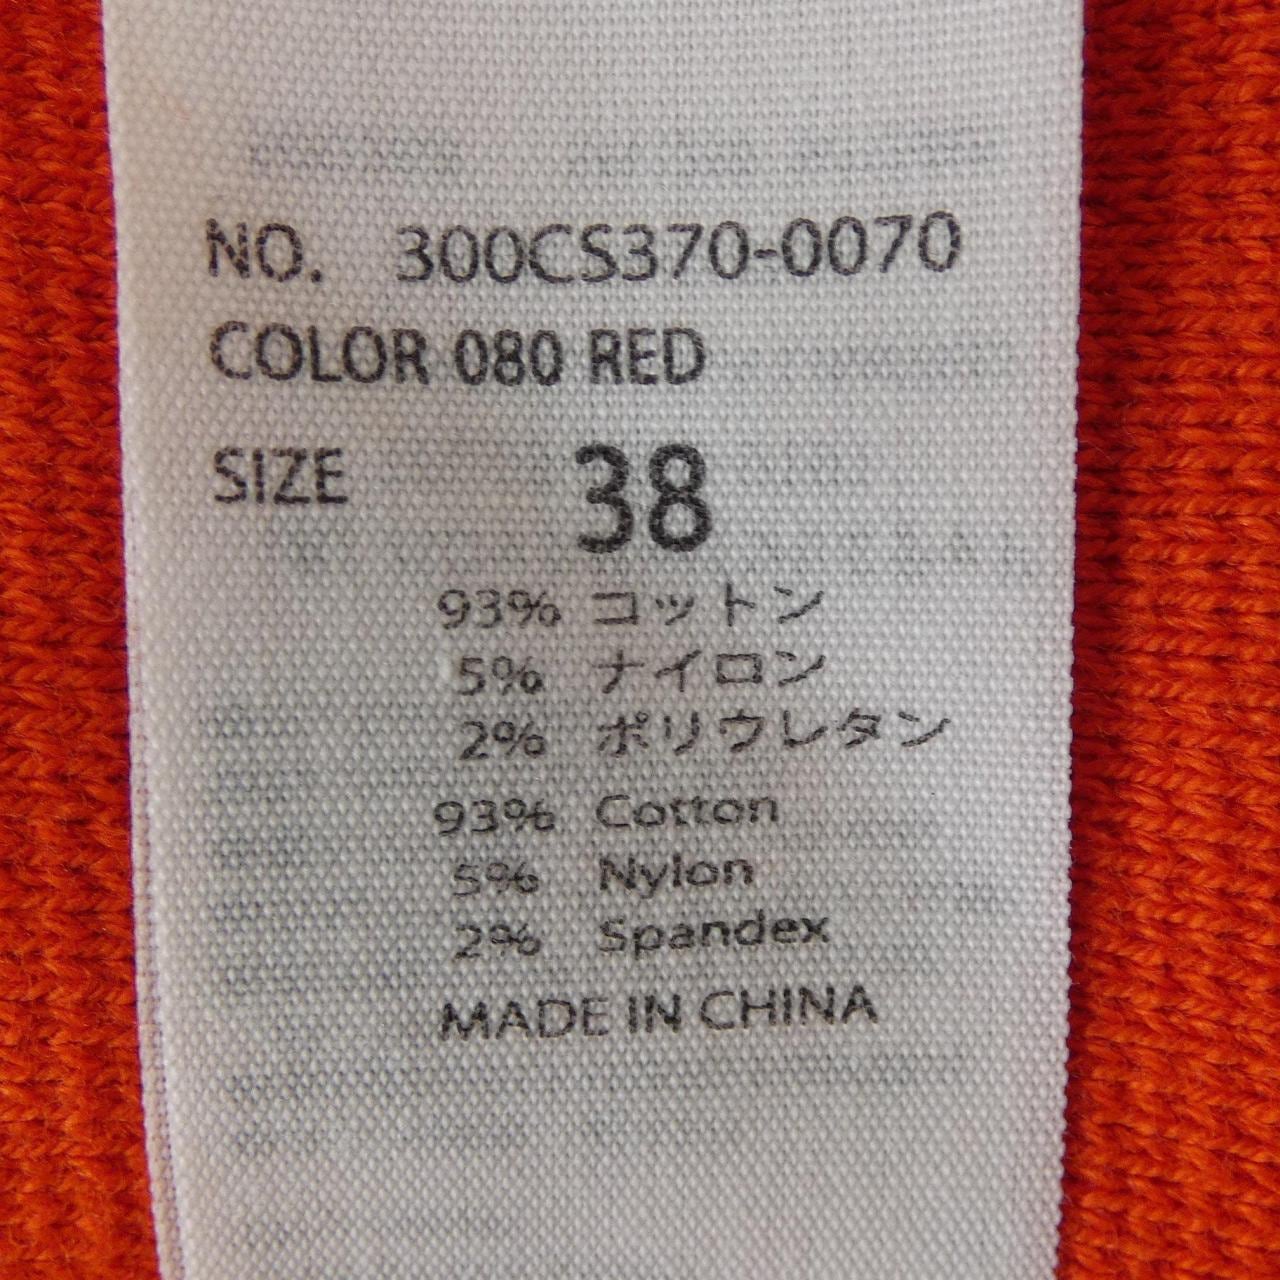 NO. 300CS370-0070
COLOR 080 RED
SIZE 38
93% コットン
5% ナイロン
2% ポリウレタン
93% Cotton
5% Nylon
2% Spandex
MADE IN CHINA